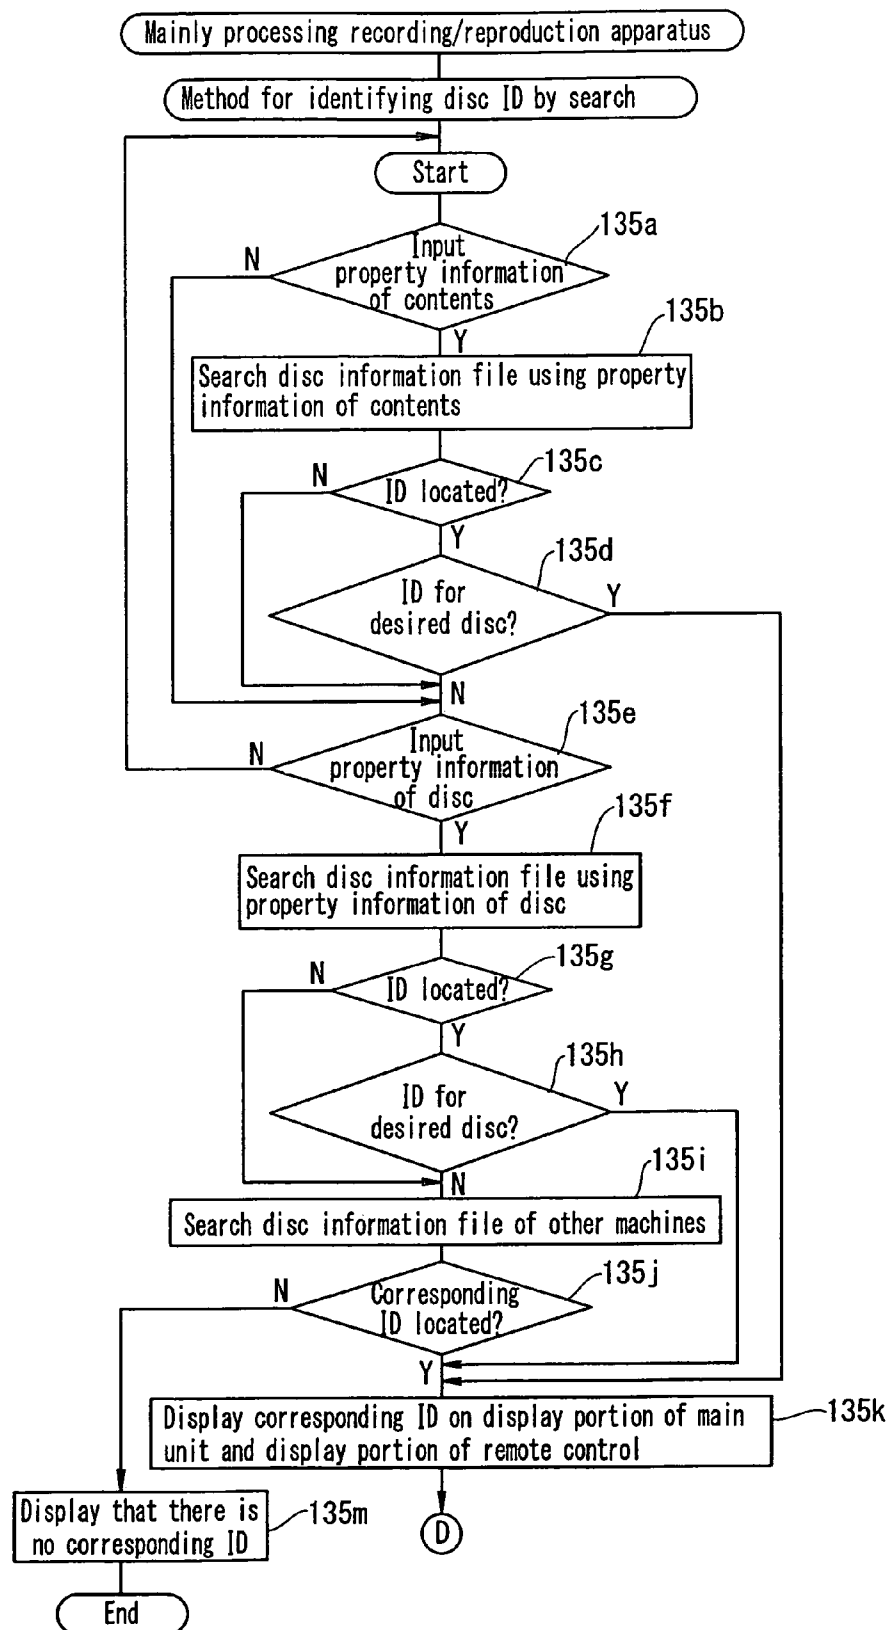 Mainly processing recording/reproduction apparatus
Method for identifying disc ID by search
Start
135a
Input
property information
of contents
N
Y
135b
Search disc information file using property
information of contents
135c
N
ID located?
Y
135d
ID for
desired disc?
Y
N
135e
Input
property information
of disc
N
Y
135f
Search disc information file using
property information of disc
135g
N
ID located?
Y
135h
ID for
desired disc?
Y
N
135i
Search disc information file of other machines
135j
N
Corresponding
ID located?
Y
135k
Display corresponding ID on display portion of main
unit and display portion of remote control
135m
Display that there is
no corresponding ID
D
End